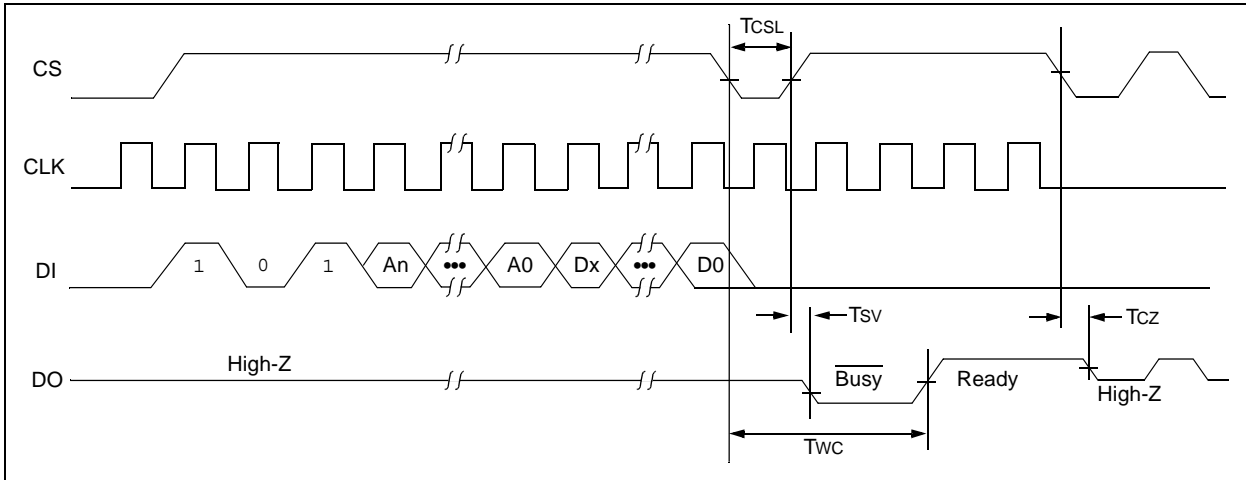 TCSL
CS
CLK
DI 1 0 1 An ••• A0 Dx ••• D0
TSV TCZ
High-Z Busy Ready
DO High-Z
TWC